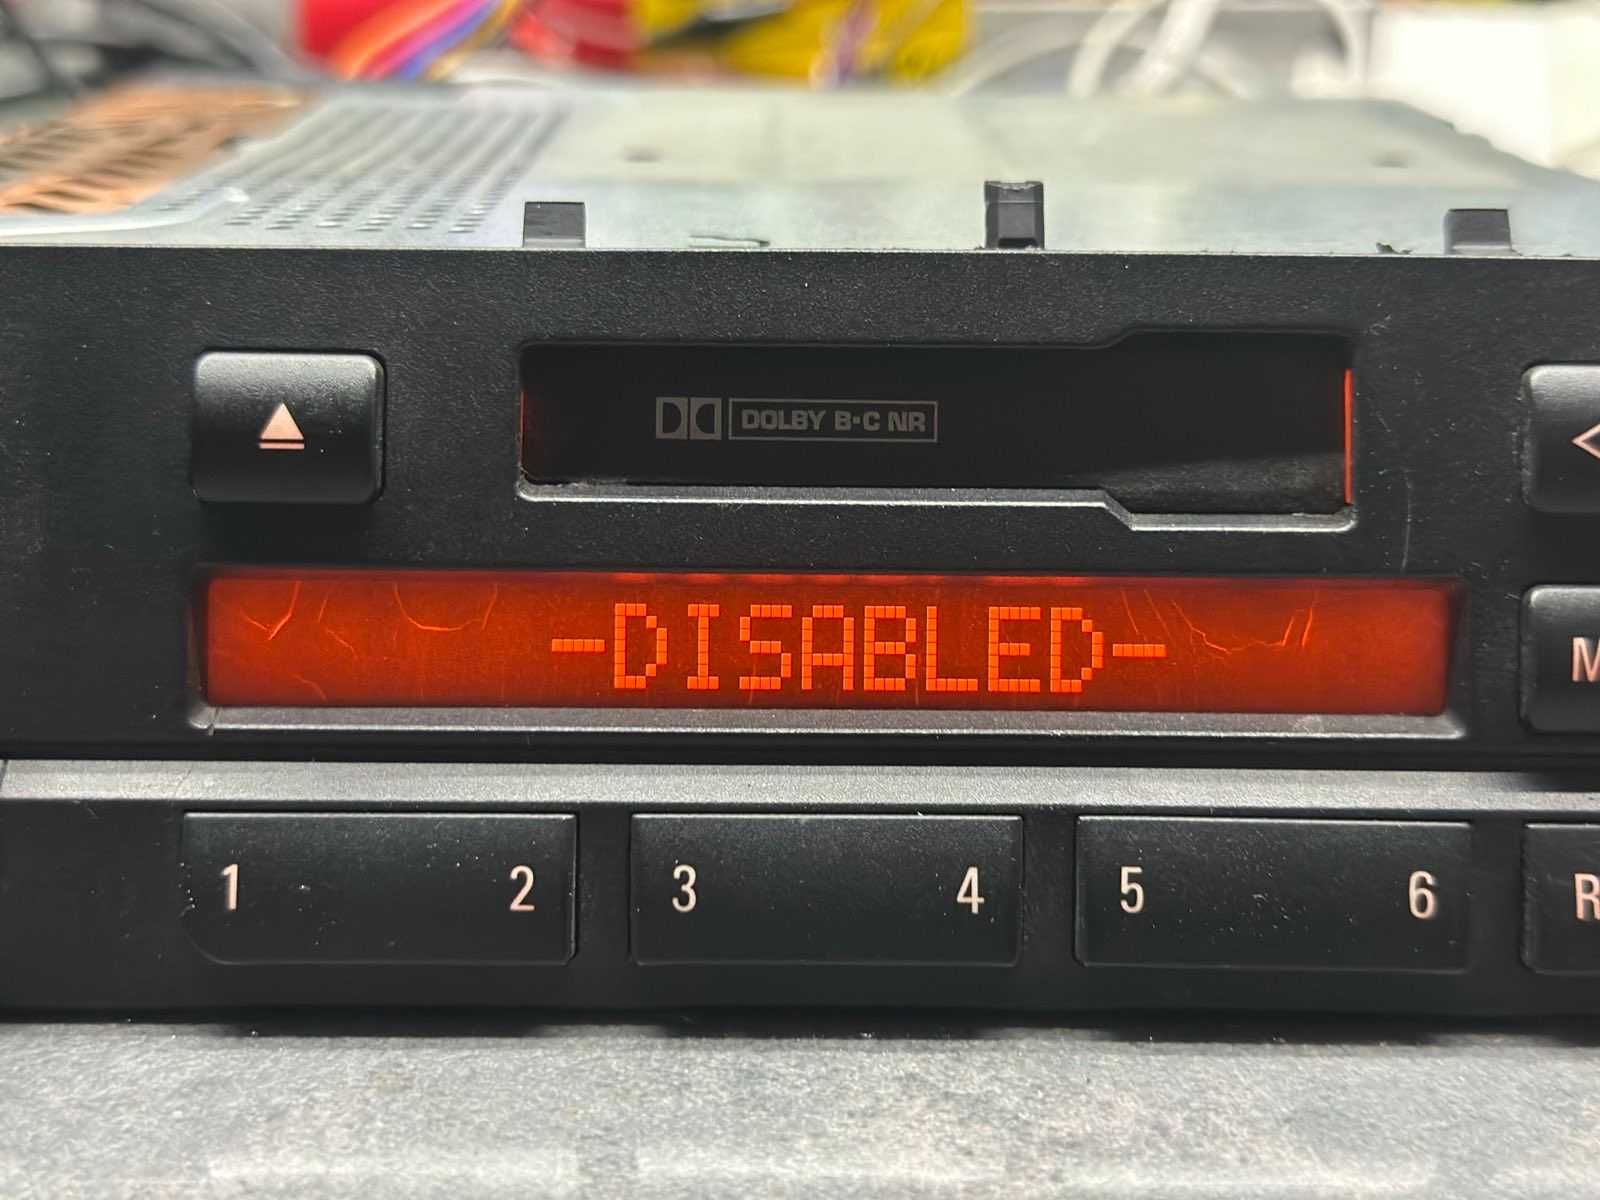 DOLBY B·C NR
-DISABLED-
M
1 2 3 4 5 6 R